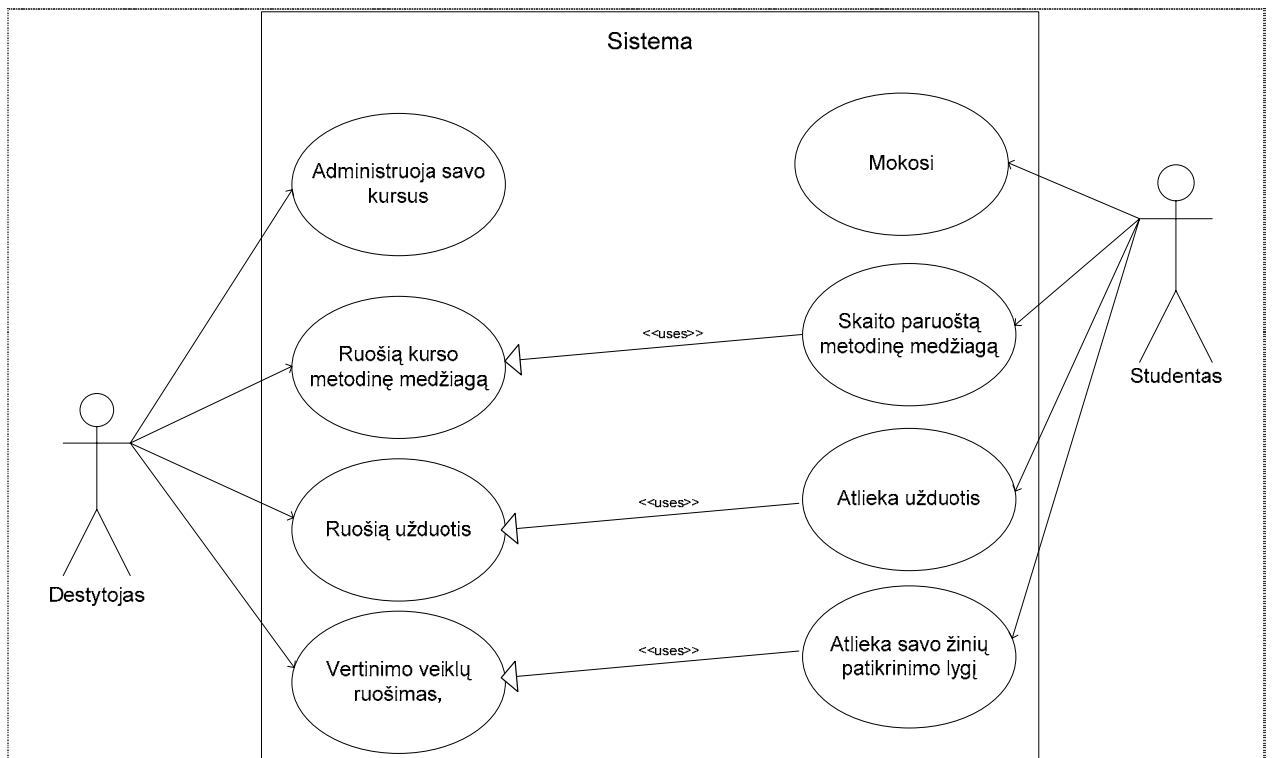 Sistema
Administruoja savo
kursus
Mokosi
Ruošią kurso
metodinę medžiagą
<<uses>>
Skaito paruoštą
metodinę medžiagą
Studentas
Ruošią užduotis
<<uses>>
Atlieka užduotis
Destytojas
Vertinimo veiklų
ruošimas,
<<uses>>
Atlieka savo žinių
patikrinimo lygį